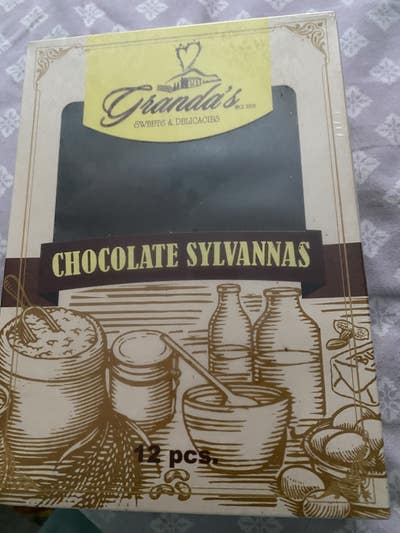 Granda's
SWEETS & DELICACIES
CHOCOLATE SYLVANNAS
12 pcs.